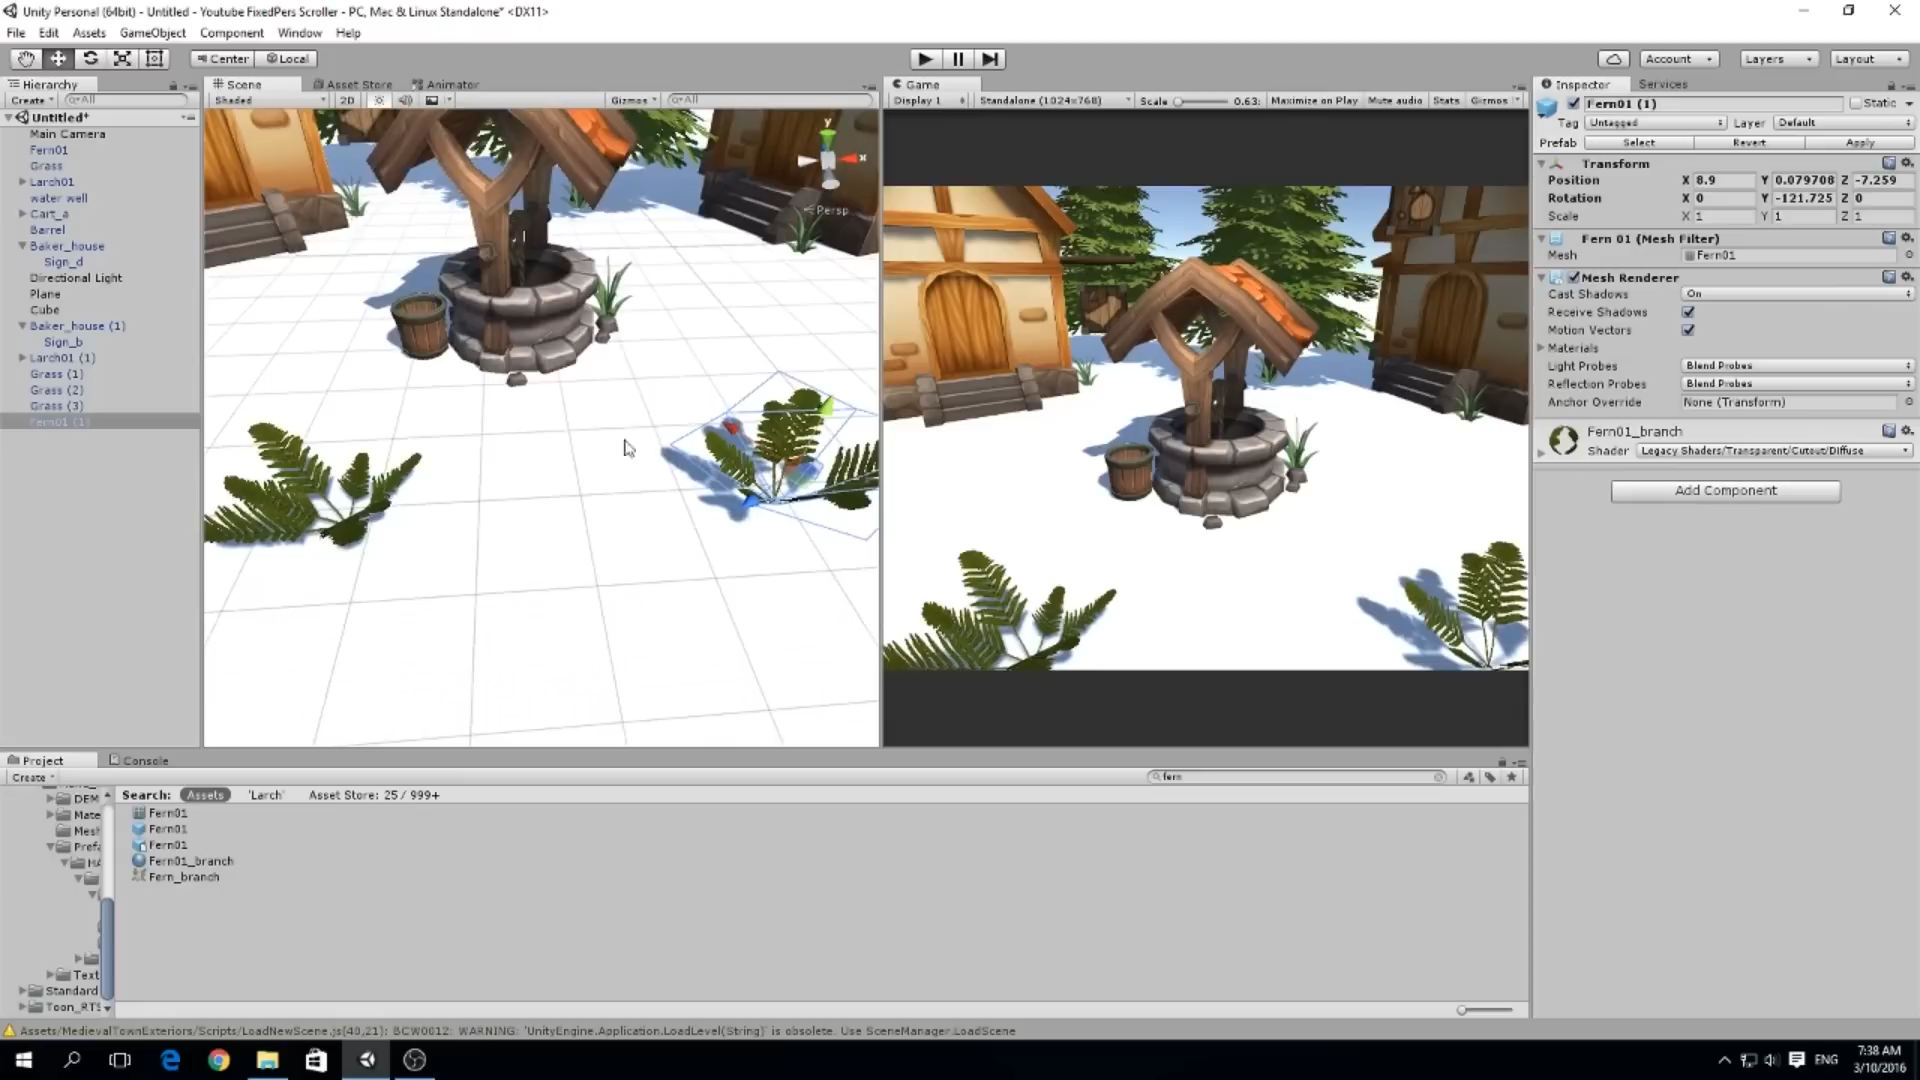 Unity Personal (64bit) - Untitled - Youtube FixedPers Scroller - PC, Mac & Linux Standalone* <DX11>
File Edit Assets GameObject Component Window Help
Center Local Account Layers Layout
Hierarchy Scene Asset Store Animator Game Inspector Services
Create All Shaded 2D Gizmos All Display 1 Standalone (1024x768) Scale 0.63: Maximize on Play Mute audio Stats Gizmos
Untitled*
Main Camera
Fern01
Grass
Larch01
water well
Cart_a
Barrel
Baker_house
Sign_d
Directional Light
Plane
Cube
Baker_house (1)
Sign_b
Larch01 (1)
Grass (1)
Grass (2)
Grass (3)
Fern01 (1)
y
x
Persp
Fern01 (1) Static
Tag Untagged Layer Default
Prefab Select Revert Apply
Transform
Position X 8.9 Y 0.079708 Z -7.259
Rotation X 0 Y -121.725 Z 0
Scale X 1 Y 1 Z 1
Fern 01 (Mesh Filter)
Mesh Fern01
Mesh Renderer
Cast Shadows On
Receive Shadows
Motion Vectors
Materials
Light Probes Blend Probes
Reflection Probes Blend Probes
Anchor Override None (Transform)
Fern01_branch
Shader Legacy Shaders/Transparent/Cutout/Diffuse
Add Component
Project Console
Create fern
DEM
Mate
Mesh
Prefa
HA
Text
Standard
Toon_RTS
Search: Assets 'Larch' Asset Store: 25 / 999+
Fern01
Fern01
Fern01
Fern01_branch
Fern_branch
Assets/MedievalTownExteriors/Scripts/LoadNewScene.js(40,21): BCW0012: WARNING: 'UnityEngine.Application.LoadLevel(String)' is obsolete. Use SceneManager.LoadScene
ENG
7:38 AM
3/10/2016